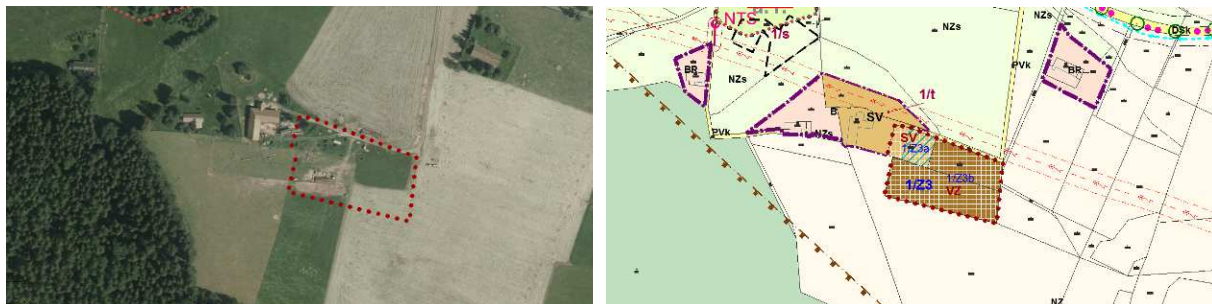 NTS
1/s
NZs
NZs
Dsk
BR
NZs
PVk
BR
1/t
B
SV
PVk
NZs
SV
1/Z3a
1/Z3
1/Z3b
VZ
NZ